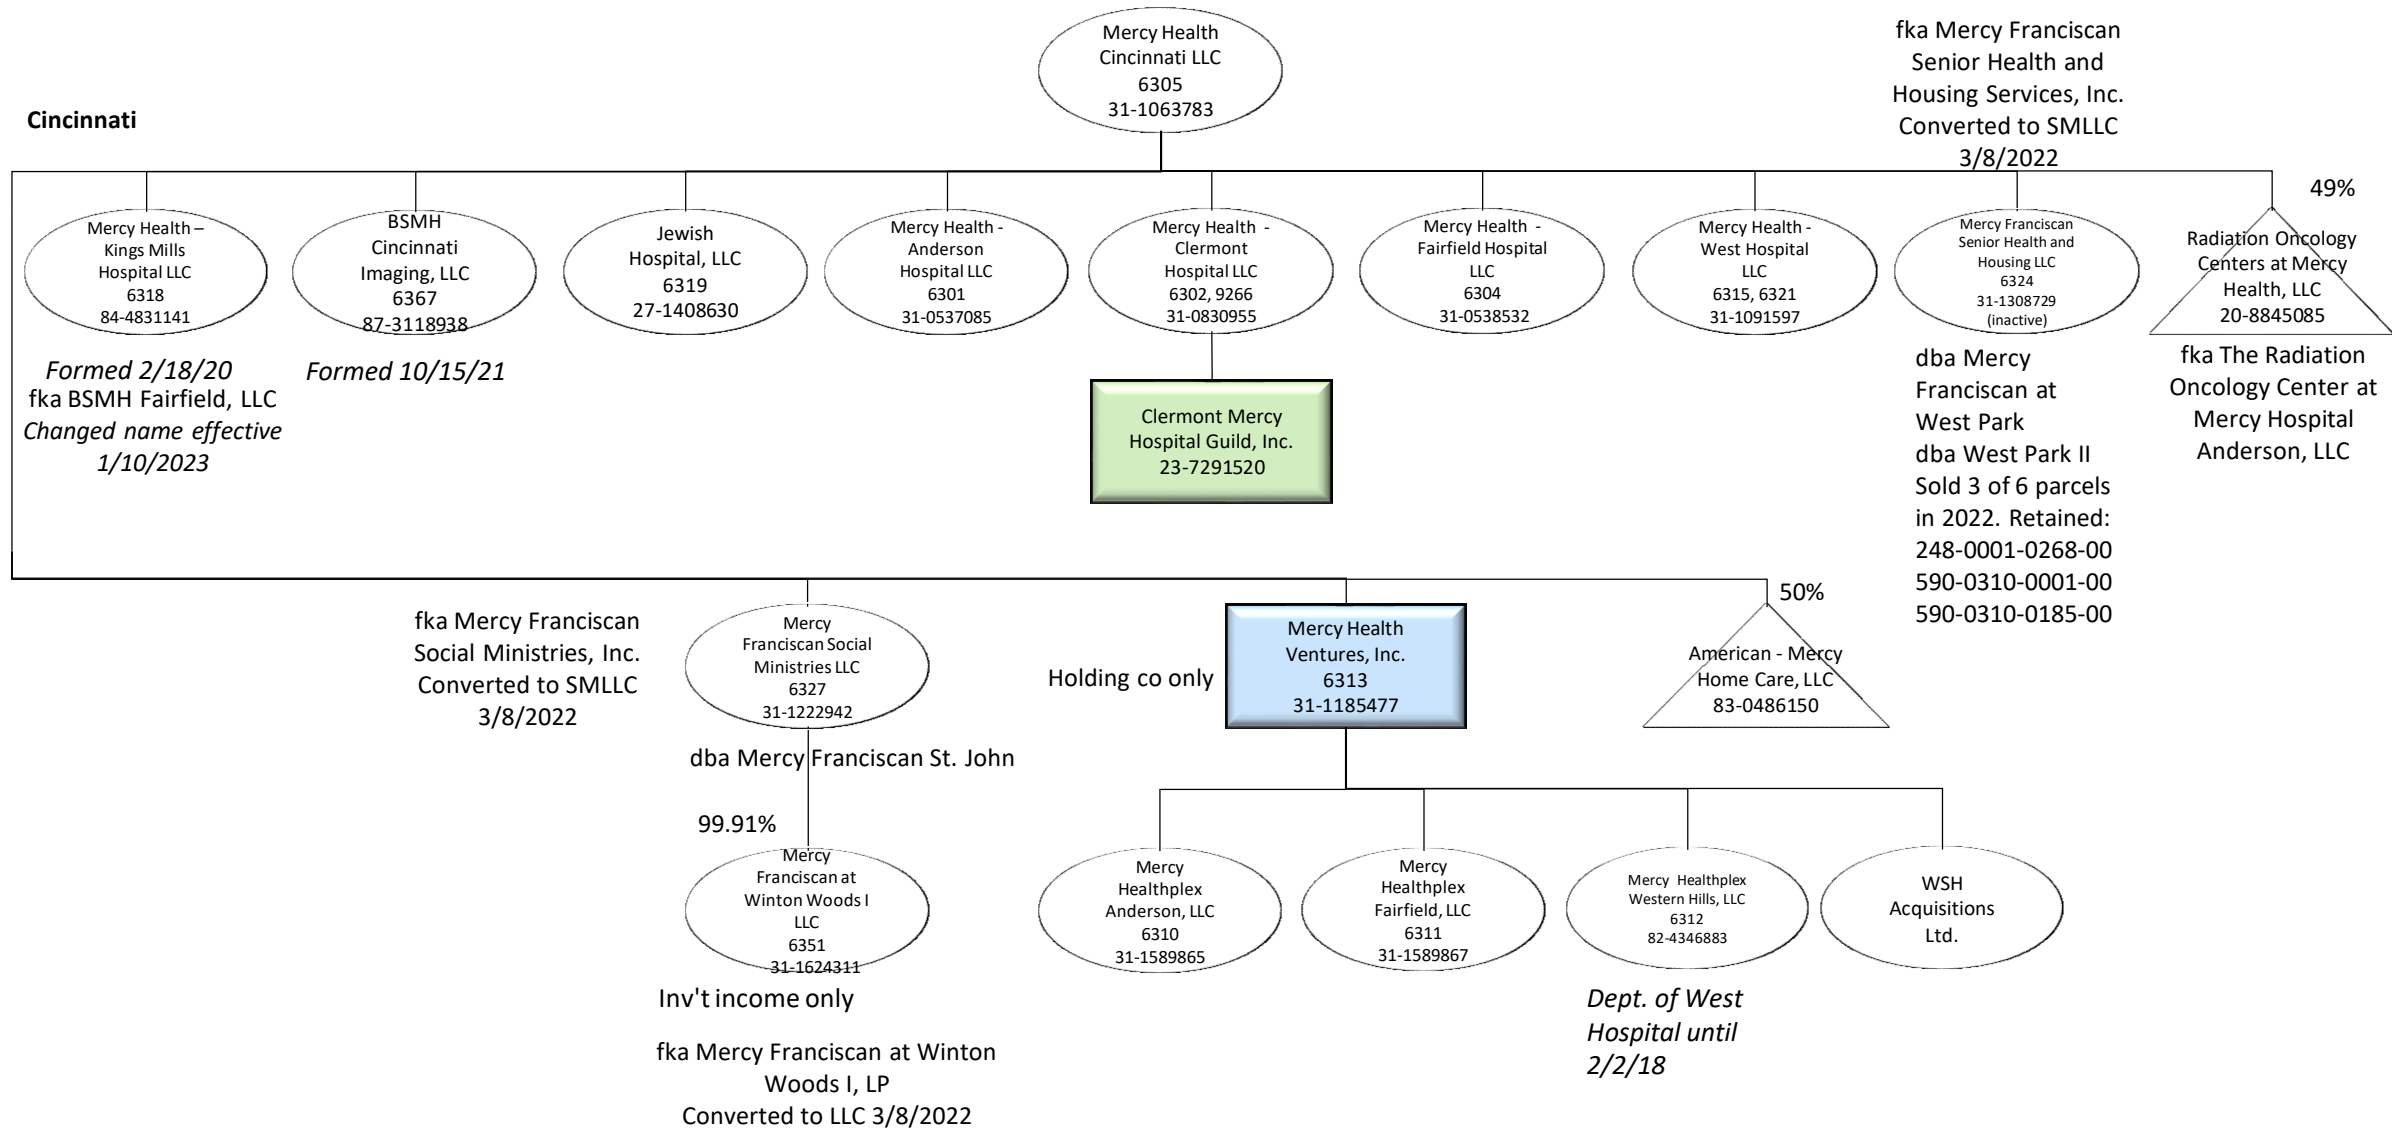 Mercy Health
Cincinnati LLC
6305
31-1063783
fka Mercy Franciscan
Senior Health and
Housing Services, Inc.
Converted to SMLLC
3/8/2022
Cincinnati
49%
Mercy Health –
Kings Mills
Hospital LLC
6318
84-4831141
BSMH
Cincinnati
Imaging, LLC
6367
87-3118938
Jewish
Hospital, LLC
6319
27-1408630
Mercy Health -
Anderson
Hospital LLC
6301
31-0537085
Mercy Health -
Clermont
Hospital LLC
6302, 9266
31-0830955
Mercy Health -
Fairfield Hospital
LLC
6304
31-0538532
Mercy Health -
West Hospital
LLC
6315, 6321
31-1091597
Mercy Franciscan
Senior Health and
Housing LLC
6324
31-1308729
(inactive)
Radiation Oncology
Centers at Mercy
Health, LLC
20-8845085
Formed 2/18/20
fka BSMH Fairfield, LLC
Changed name effective
1/10/2023
Formed 10/15/21
Clermont Mercy
Hospital Guild, Inc.
23-7291520
dba Mercy
Franciscan at
West Park
dba West Park II
Sold 3 of 6 parcels
in 2022. Retained:
248-0001-0268-00
590-0310-0001-00
590-0310-0185-00
fka The Radiation
Oncology Center at
Mercy Hospital
Anderson, LLC
fka Mercy Franciscan
Social Ministries, Inc.
Converted to SMLLC
3/8/2022
Mercy
Franciscan Social
Ministries LLC
6327
31-1222942
Holding co only
Mercy Health
Ventures, Inc.
6313
31-1185477
50%
American - Mercy
Home Care, LLC
83-0486150
dba Mercy Franciscan St. John
99.91%
Mercy
Franciscan at
Winton Woods I
LLC
6351
31-1624311
Mercy
Healthplex
Anderson, LLC
6310
31-1589865
Mercy
Healthplex
Fairfield, LLC
6311
31-1589867
Mercy Healthplex
Western Hills, LLC
6312
82-4346883
WSH
Acquisitions
Ltd.
Inv't income only
fka Mercy Franciscan at Winton
Woods I, LP
Converted to LLC 3/8/2022
Dept. of West
Hospital until
2/2/18